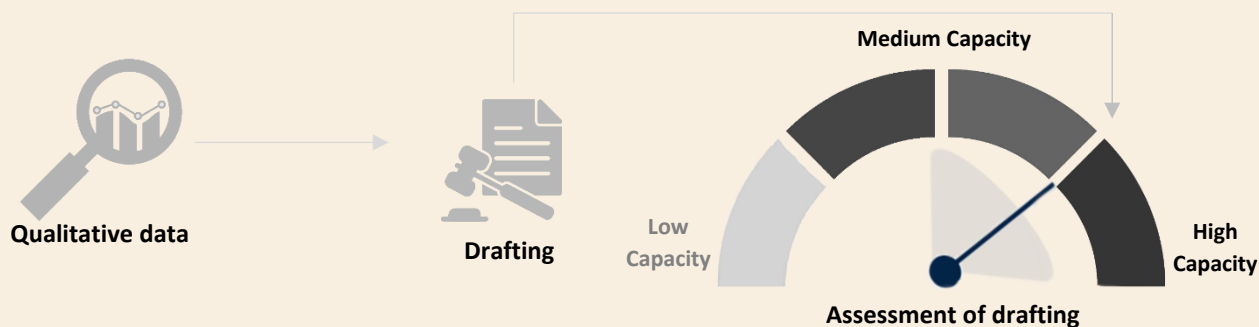 Medium Capacity
Qualitative data
Drafting
Low
Capacity
High
Capacity
Assessment of drafting